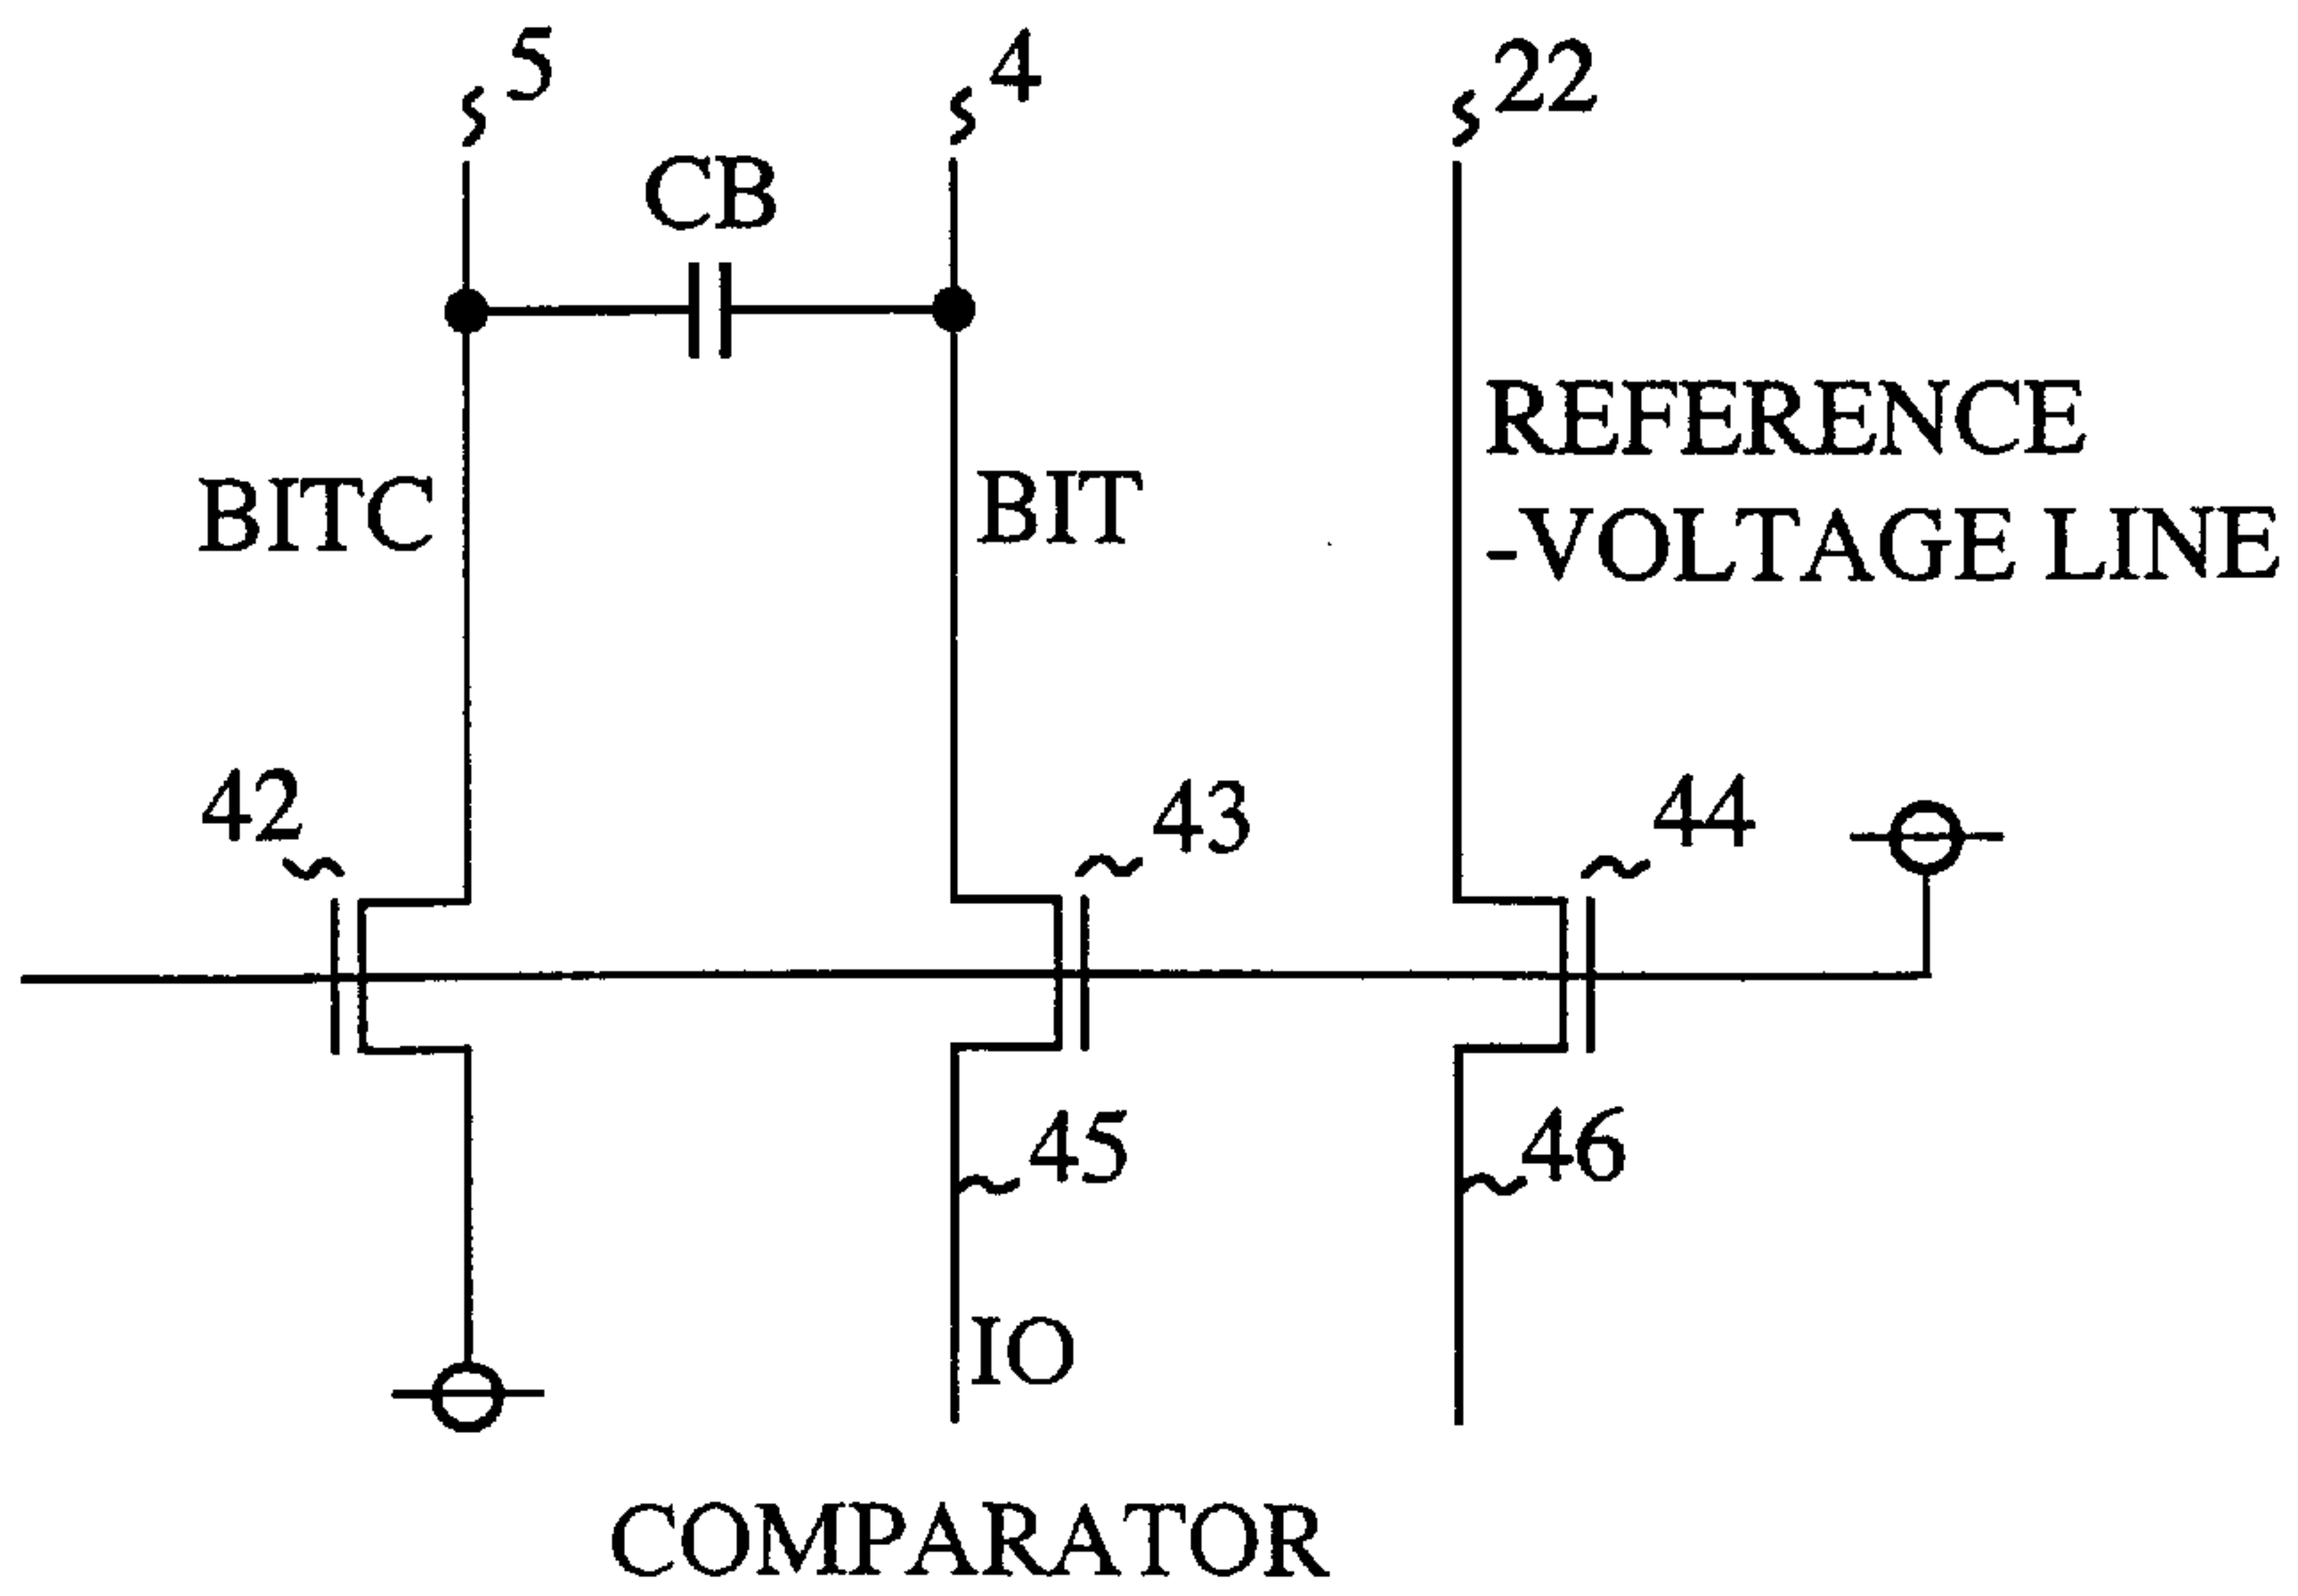 5
4
22
CB
REFERENCE
-VOLTAGE LINE
BITC
BIT
42
43
44
45
46
IO
COMPARATOR